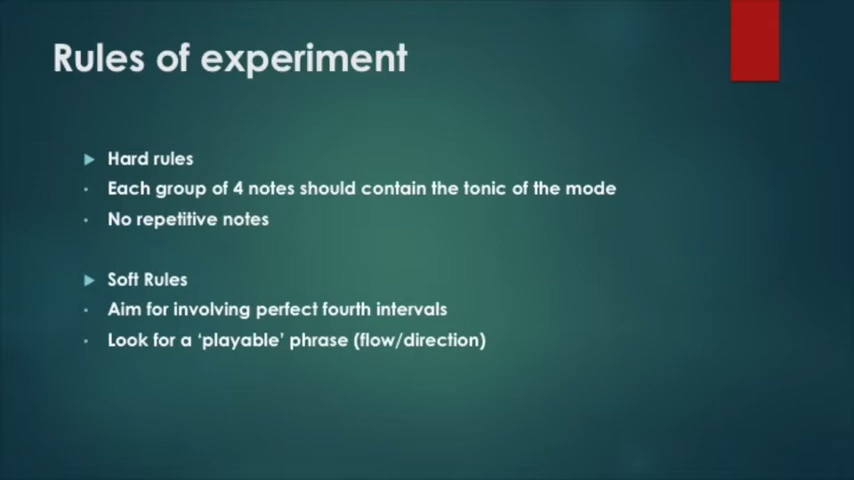 Rules of experiment
Hard rules
Each group of 4 notes should contain the tonic of the mode
No repetitive notes
Soft Rules
Aim for involving perfect fourth intervals
Look for a ‘playable’ phrase (flow/direction)